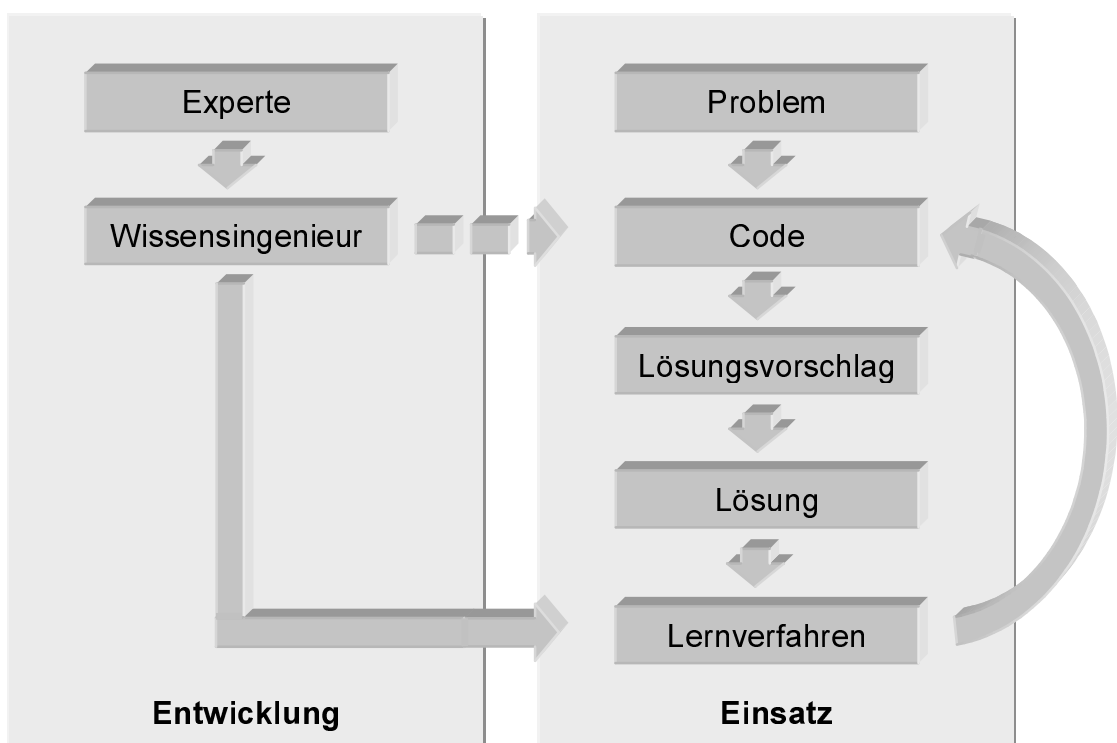 Experte
Wissensingenieur
Entwicklung
Problem
Code
Lösungsvorschlag
Lösung
Lernverfahren
Einsatz